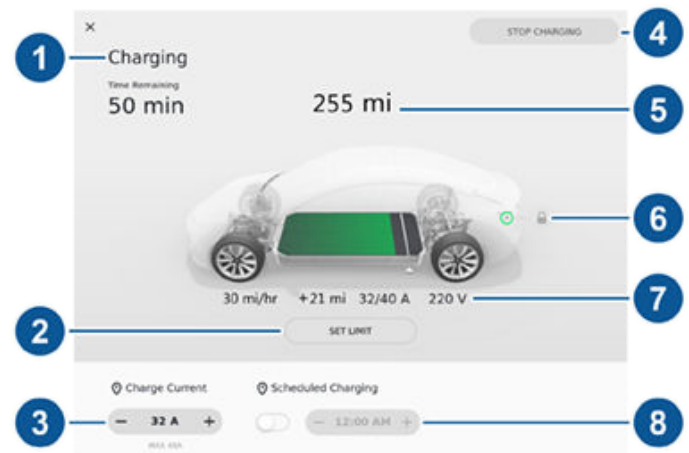 ×
STOP CHARGING
4
1
Charging
Time Remaining
50 min
255 mi
5
6
30 mi/hr +21 mi 32/40 A 220 V
7
2
SET LIMIT
Charge Current
Scheduled Charging
3
− 32 A +
− 12:00 AM +
8